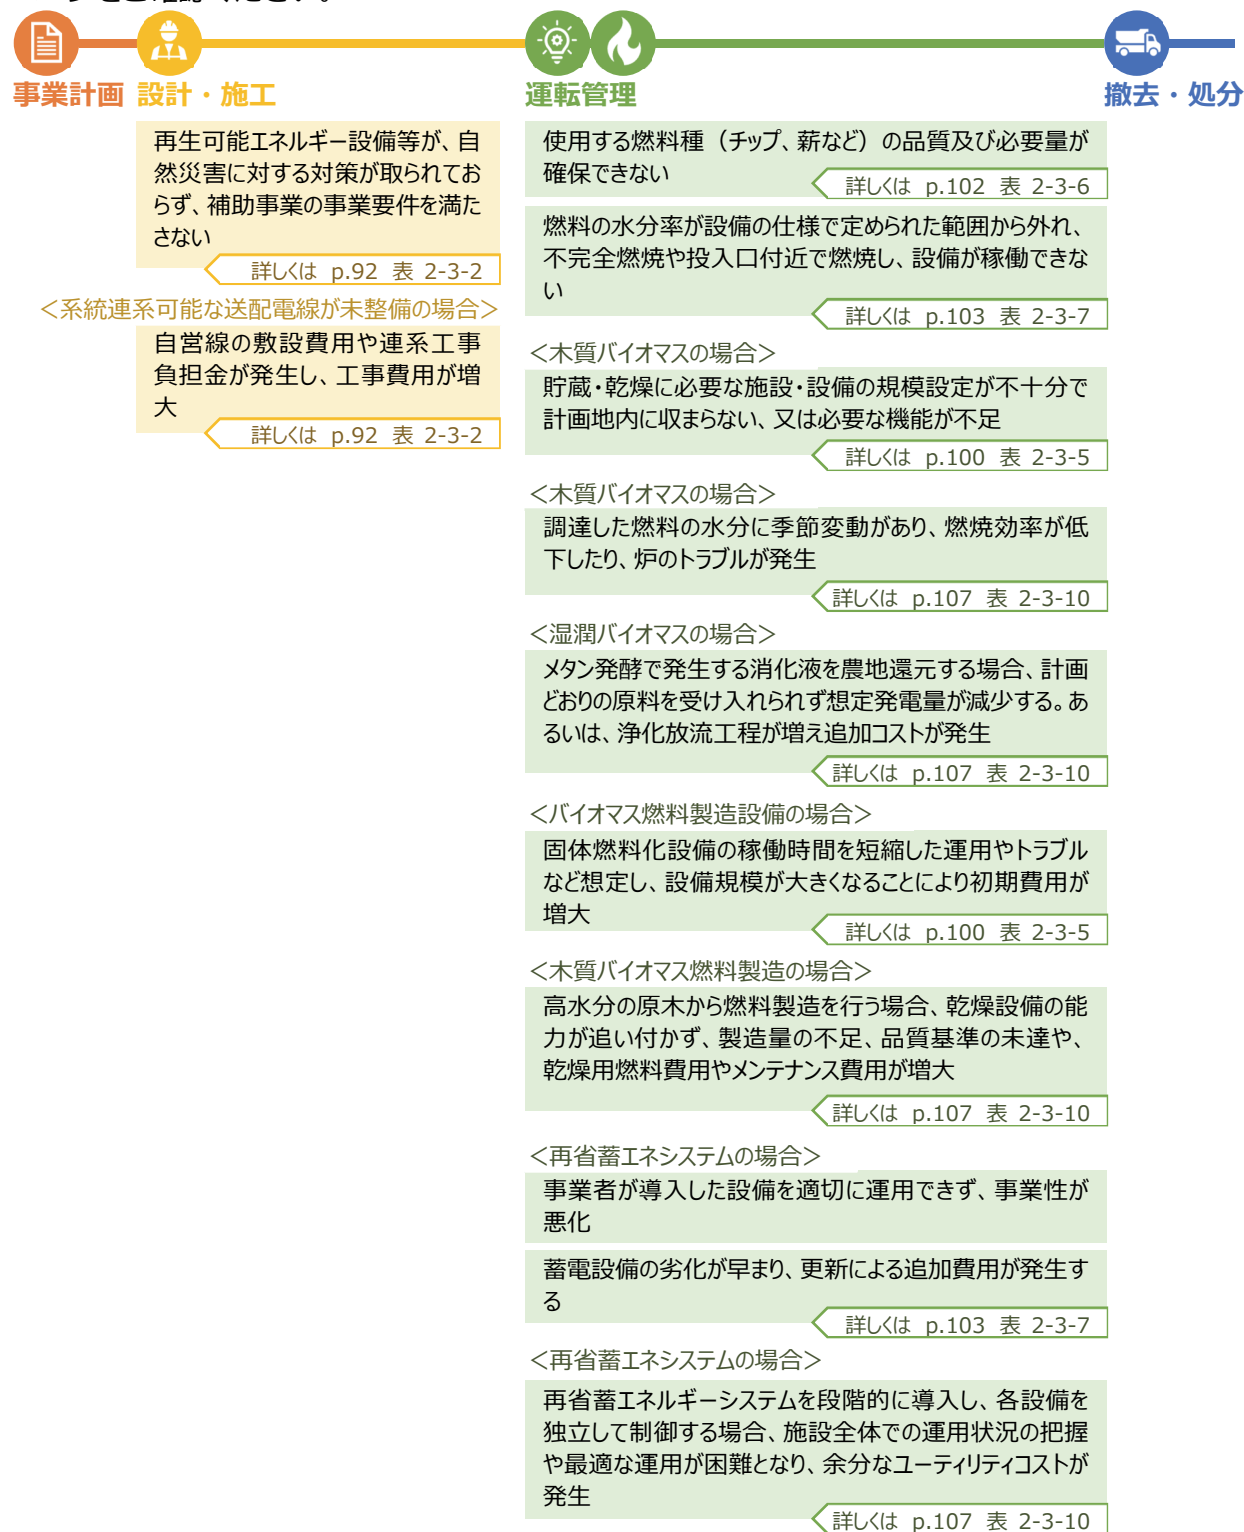 事業計画
設計・施工
運転管理
撤去・処分
再生可能エネルギー設備等が、自
然災害に対する対策が取られてお
らず、補助事業の事業要件を満た
さない
詳しくは p.92 表 2-3-2
＜系統連系可能な送配電線が未整備の場合＞
自営線の敷設費用や連系工事
負担金が発生し、工事費用が増
大
詳しくは p.92 表 2-3-2
使用する燃料種（チップ、薪など）の品質及び必要量が
確保できない
詳しくは p.102 表 2-3-6
燃料の水分率が設備の仕様で定められた範囲から外れ、
不完全燃焼や投入口付近で燃焼し、設備が稼働できな
い
詳しくは p.103 表 2-3-7
＜木質バイオマスの場合＞
貯蔵・乾燥に必要な施設・設備の規模設定が不十分で
計画地内に収まらない、又は必要な機能が不足
詳しくは p.100 表 2-3-5
＜木質バイオマスの場合＞
調達した燃料の水分に季節変動があり、燃焼効率が低
下したり、炉のトラブルが発生
詳しくは p.107 表 2-3-10
＜湿潤バイオマスの場合＞
メタン発酵で発生する消化液を農地還元する場合、計画
どおりの原料を受け入れられず想定発電量が減少する。あ
るいは、浄化放流工程が増え追加コストが発生
詳しくは p.107 表 2-3-10
＜バイオマス燃料製造設備の場合＞
固体燃料化設備の稼働時間を短縮した運用やトラブル
など想定し、設備規模が大きくなることにより初期費用が
増大
詳しくは p.100 表 2-3-5
＜木質バイオマス燃料製造の場合＞
高水分の原木から燃料製造を行う場合、乾燥設備の能
力が追い付かず、製造量の不足、品質基準の未達や、
乾燥用燃料費用やメンテナンス費用が増大
詳しくは p.107 表 2-3-10
＜再省蓄エネシステムの場合＞
事業者が導入した設備を適切に運用できず、事業性が
悪化
蓄電設備の劣化が早まり、更新による追加費用が発生す
る
詳しくは p.103 表 2-3-7
＜再省蓄エネシステムの場合＞
再省蓄エネルギーシステムを段階的に導入し、各設備を
独立して制御する場合、施設全体での運用状況の把握
や最適な運用が困難となり、余分なユーティリティコストが
発生
詳しくは p.107 表 2-3-10